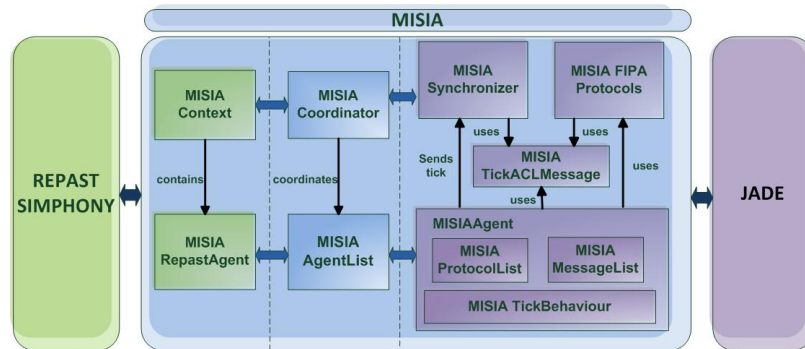 MISIA
REPAST
SIMPHONY
MISIA
Context
MISIA
Coordinator
MISIA
Synchronizer
MISIA FIPA
Protocols
contains
coordinates
Sends
tick
uses
uses
MISIA
TickACLMessage
uses
uses
MISIA
RepastAgent
MISIA
AgentList
MISIAAgent
MISIA
ProtocolList
MISIA
MessageList
MISIA TickBehaviour
JADE